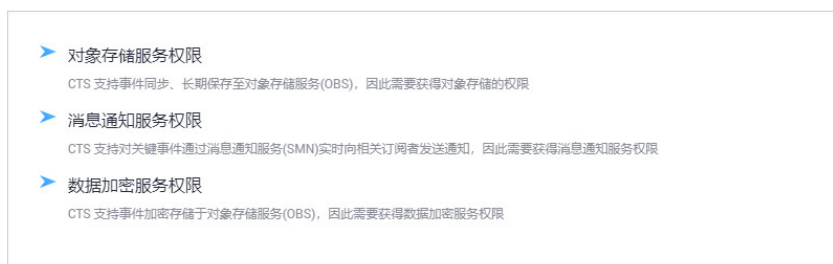 对象存储服务权限
CTS 支持事件同步、长期保存至对象存储服务(OBS)，因此需要获得对象存储的权限
消息通知服务权限
CTS 支持对关键事件通过消息通知服务(SMN)实时向相关订阅者发送通知，因此需要获得消息通知服务权限
数据加密服务权限
CTS 支持事件加密存储于对象存储服务(OBS)，因此需要获得数据加密服务权限